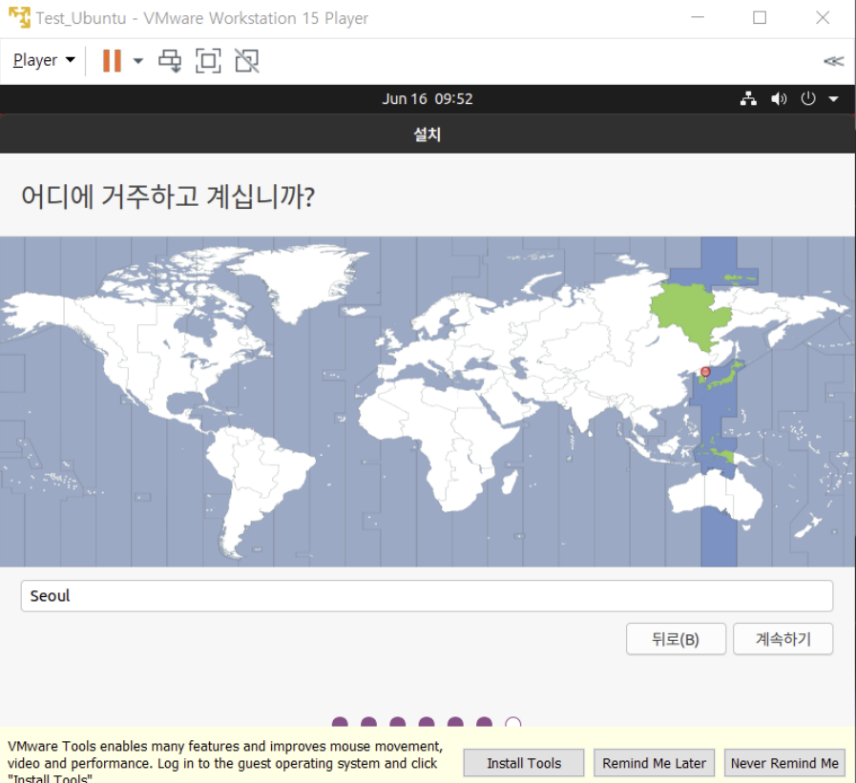 Test_Ubuntu - VMware Workstation 15 Player
Player
Jun 16 09:52
설치
어디에 거주하고 계십니까?
Seoul
뒤로(B)
계속하기
VMware Tools enables many features and improves mouse movement,
video and performance. Log in to the guest operating system and click
"Install Tools"
Install Tools
Remind Me Later
Never Remind Me